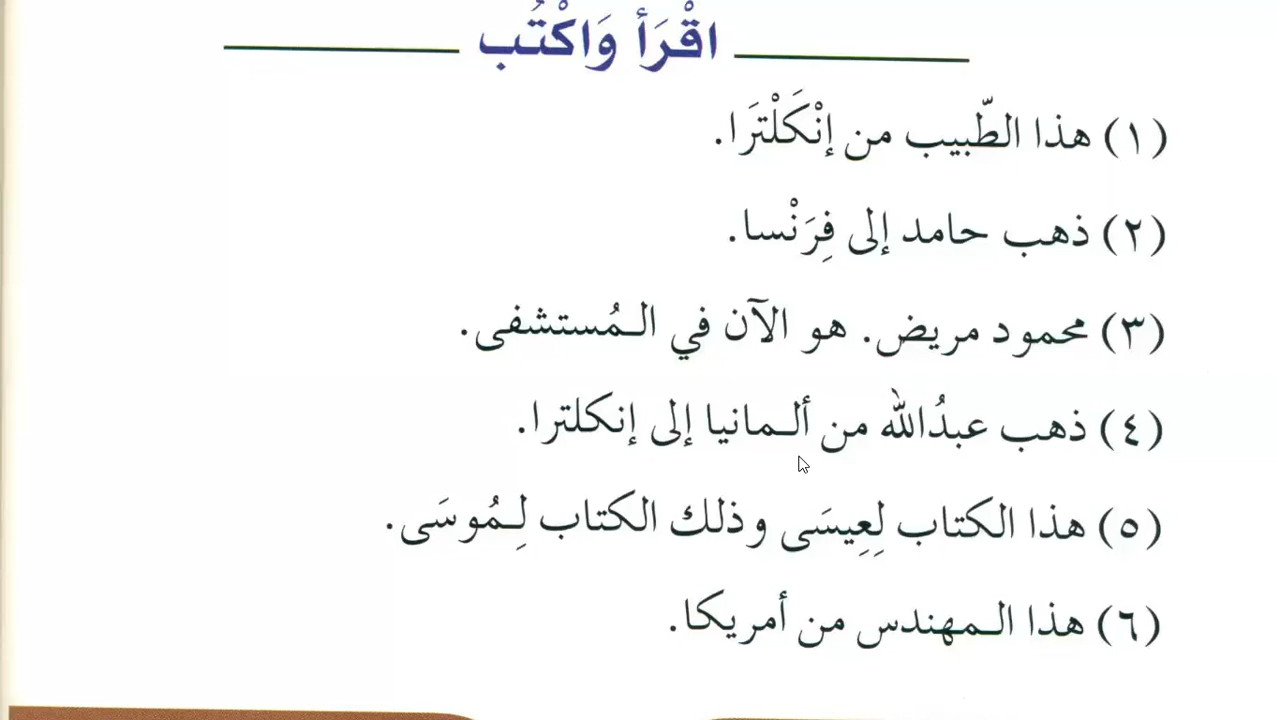 اقْرَأ وَاكْتُب
(١) هذا الطّبيب من إنْكَلْتَرَا.
(٢) ذهب حامد إلى فِرَنْسا.
(٣) محمود مريض. هو الآن في الـمُستشفى.
(٤) ذهب عبدُالله من ألـمانيا إلى إنكلترا.
(٥) هذا الكتاب لِعِيسَى وذلك الكتاب لِـمُوسَى.
(٦) هذا الـمهندس من أمريكا.